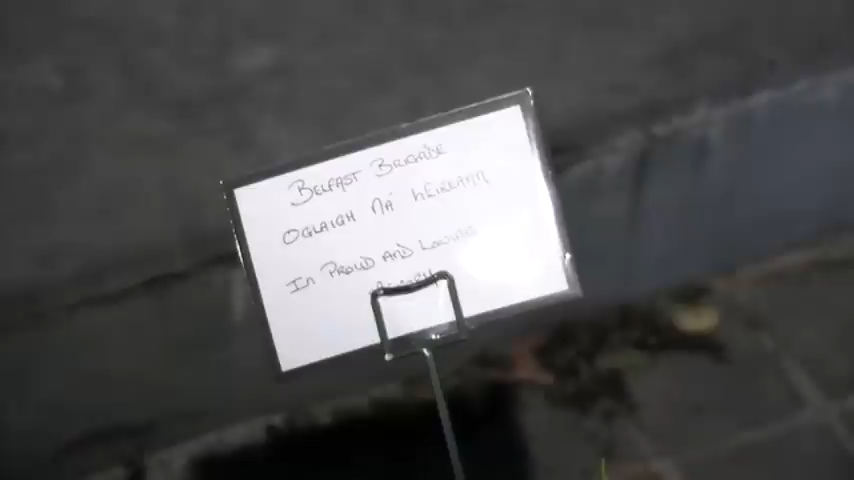 BELFAST BRIGADE
OGLAIGH NA hEIREANN
IN PROUD AND LOVING